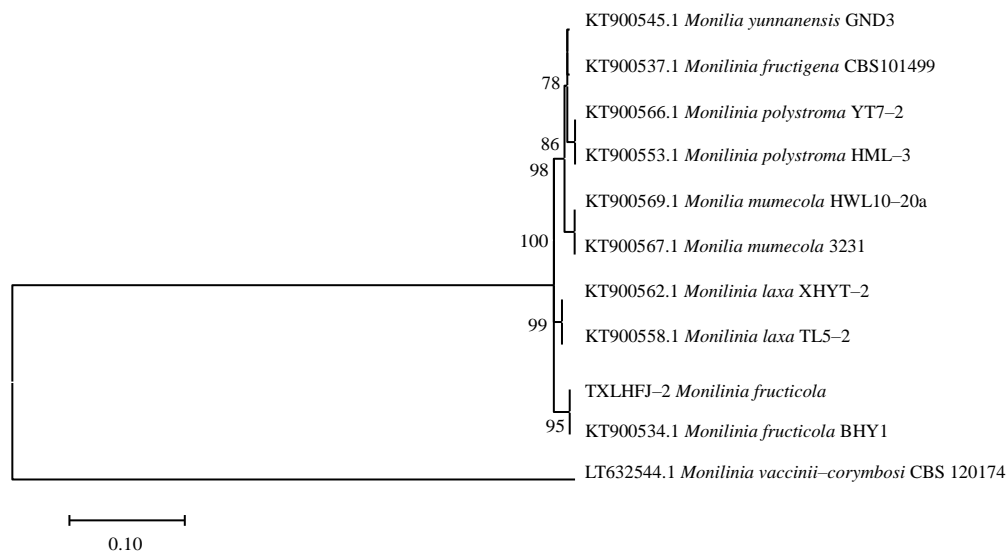 KT900545.1 Monilia yunnanensis GND3
KT900537.1 Monilinia fructigena CBS101499
78
KT900566.1 Monilinia polystroma YT7–2
86
KT900553.1 Monilinia polystroma HML–3
98
KT900569.1 Monilia mumecola HWL10–20a
100
KT900567.1 Monilia mumecola 3231
KT900562.1 Monilinia laxa XHYT–2
99
KT900558.1 Monilinia laxa TL5–2
TXLHFJ–2 Monilinia fructicola
95
KT900534.1 Monilinia fructicola BHY1
LT632544.1 Monilinia vaccinii–corymbosi CBS 120174
0.10